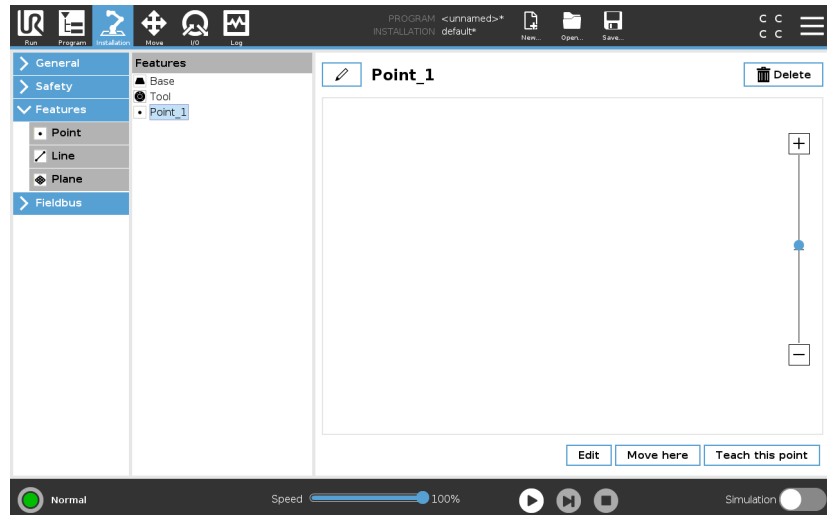 UR
PROGRAM <unnamed>*
INSTALLATION default*
C C
C C
Run Program Installation Move I/O Log New... Open... Save...
General
Safety
Features
Point
Line
Plane
Fieldbus
Features
Base
Tool
Point_1
Point_1
Delete
Edit Move here Teach this point
Normal
Speed 100%
Simulation